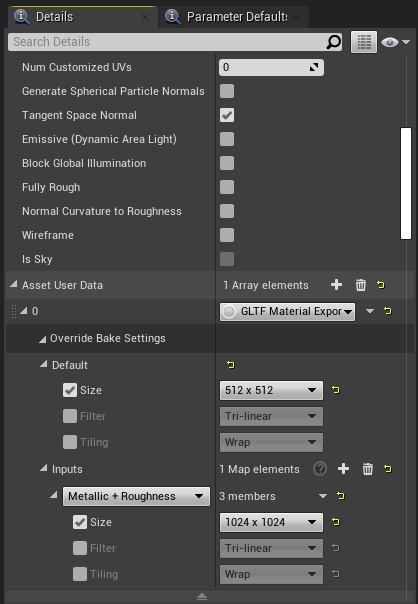 Details
Parameter Defaults
Search Details
Num Customized UVs 0
Generate Spherical Particle Normals
Tangent Space Normal
Emissive (Dynamic Area Light)
Block Global Illumination
Fully Rough
Normal Curvature to Roughness
Wireframe
Is Sky
Asset User Data 1 Array elements
0 GLTF Material Expor
Override Bake Settings
Default
Size 512 x 512
Filter Tri-linear
Tiling Wrap
Inputs 1 Map elements
Metallic + Roughness 3 members
Size 1024 x 1024
Filter Tri-linear
Tiling Wrap